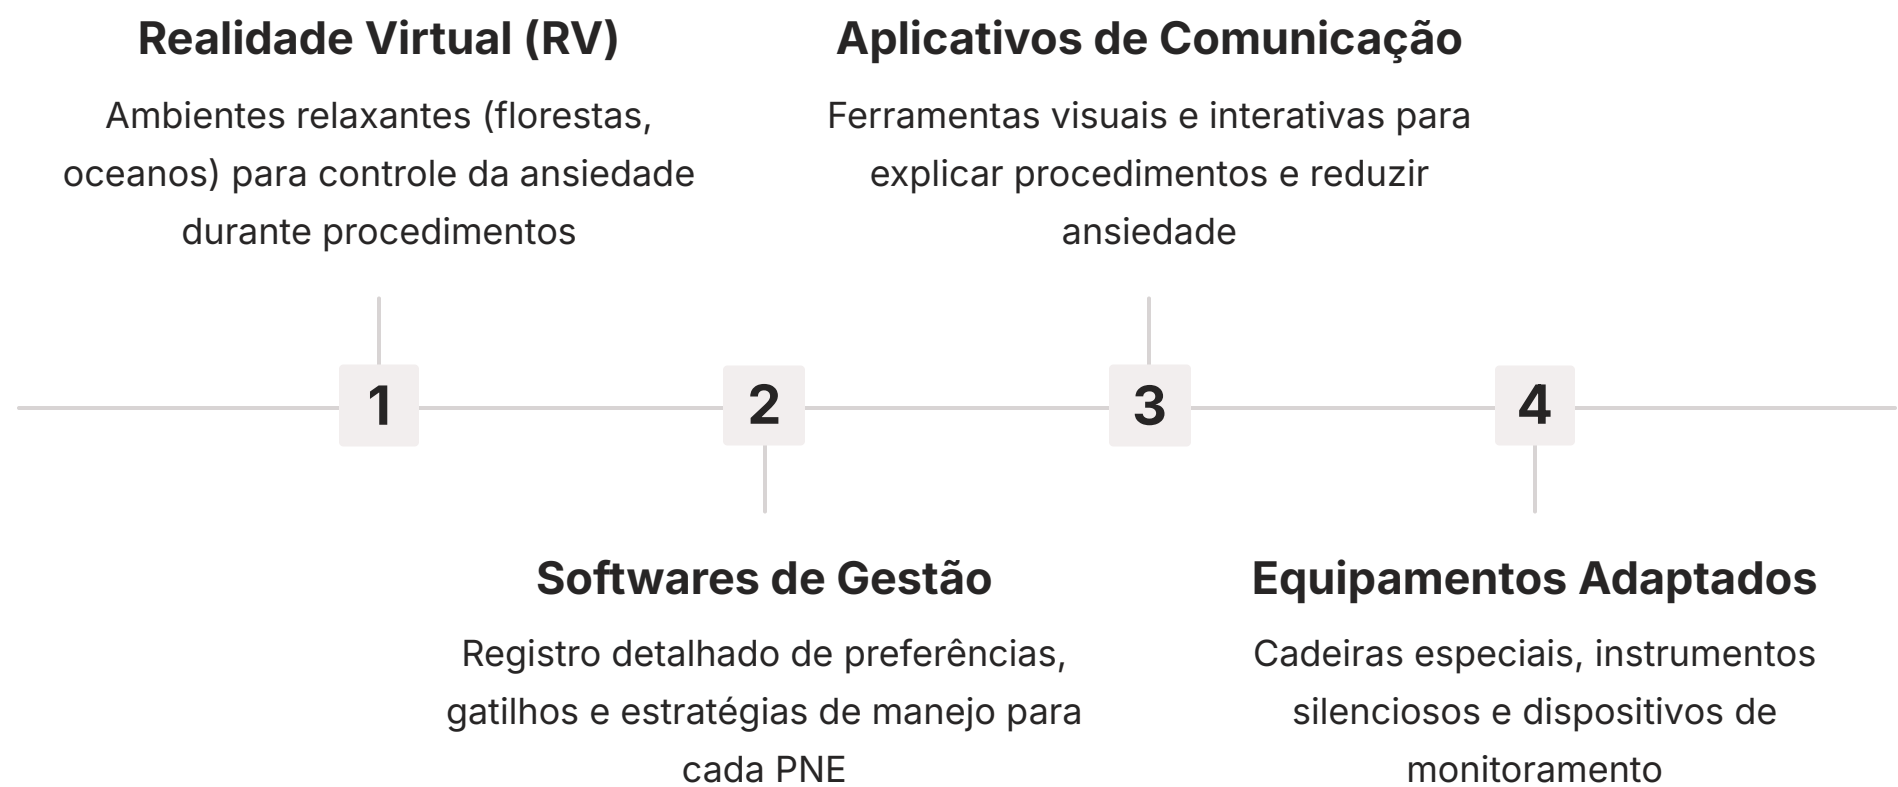 Realidade Virtual (RV)
Ambientes relaxantes (florestas,
oceanos) para controle da ansiedade
durante procedimentos
1
Softwares de Gestão
Registro detalhado de preferências,
gatilhos e estratégias de manejo para
cada PNE
2
Aplicativos de Comunicação
Ferramentas visuais e interativas para
explicar procedimentos e reduzir
ansiedade
3
Equipamentos Adaptados
Cadeiras especiais, instrumentos
silenciosos e dispositivos de
monitoramento
4